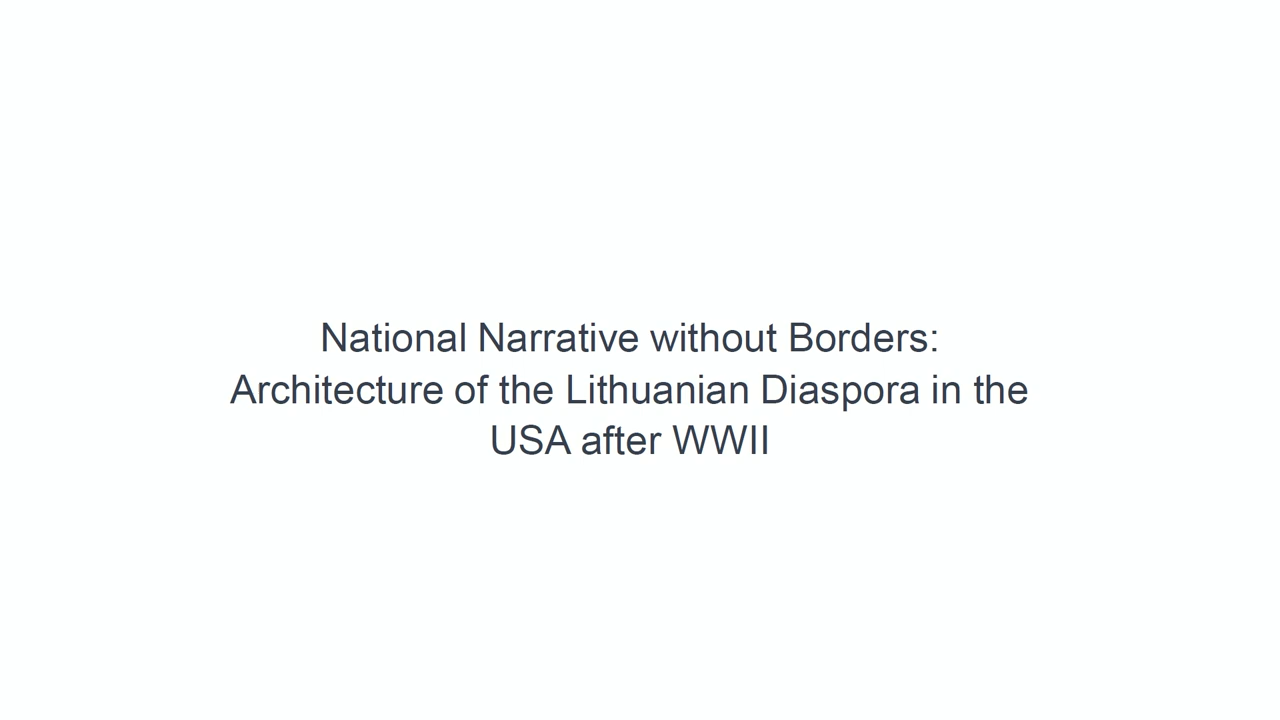 National Narrative without Borders:
Architecture of the Lithuanian Diaspora in the
USA after WWII